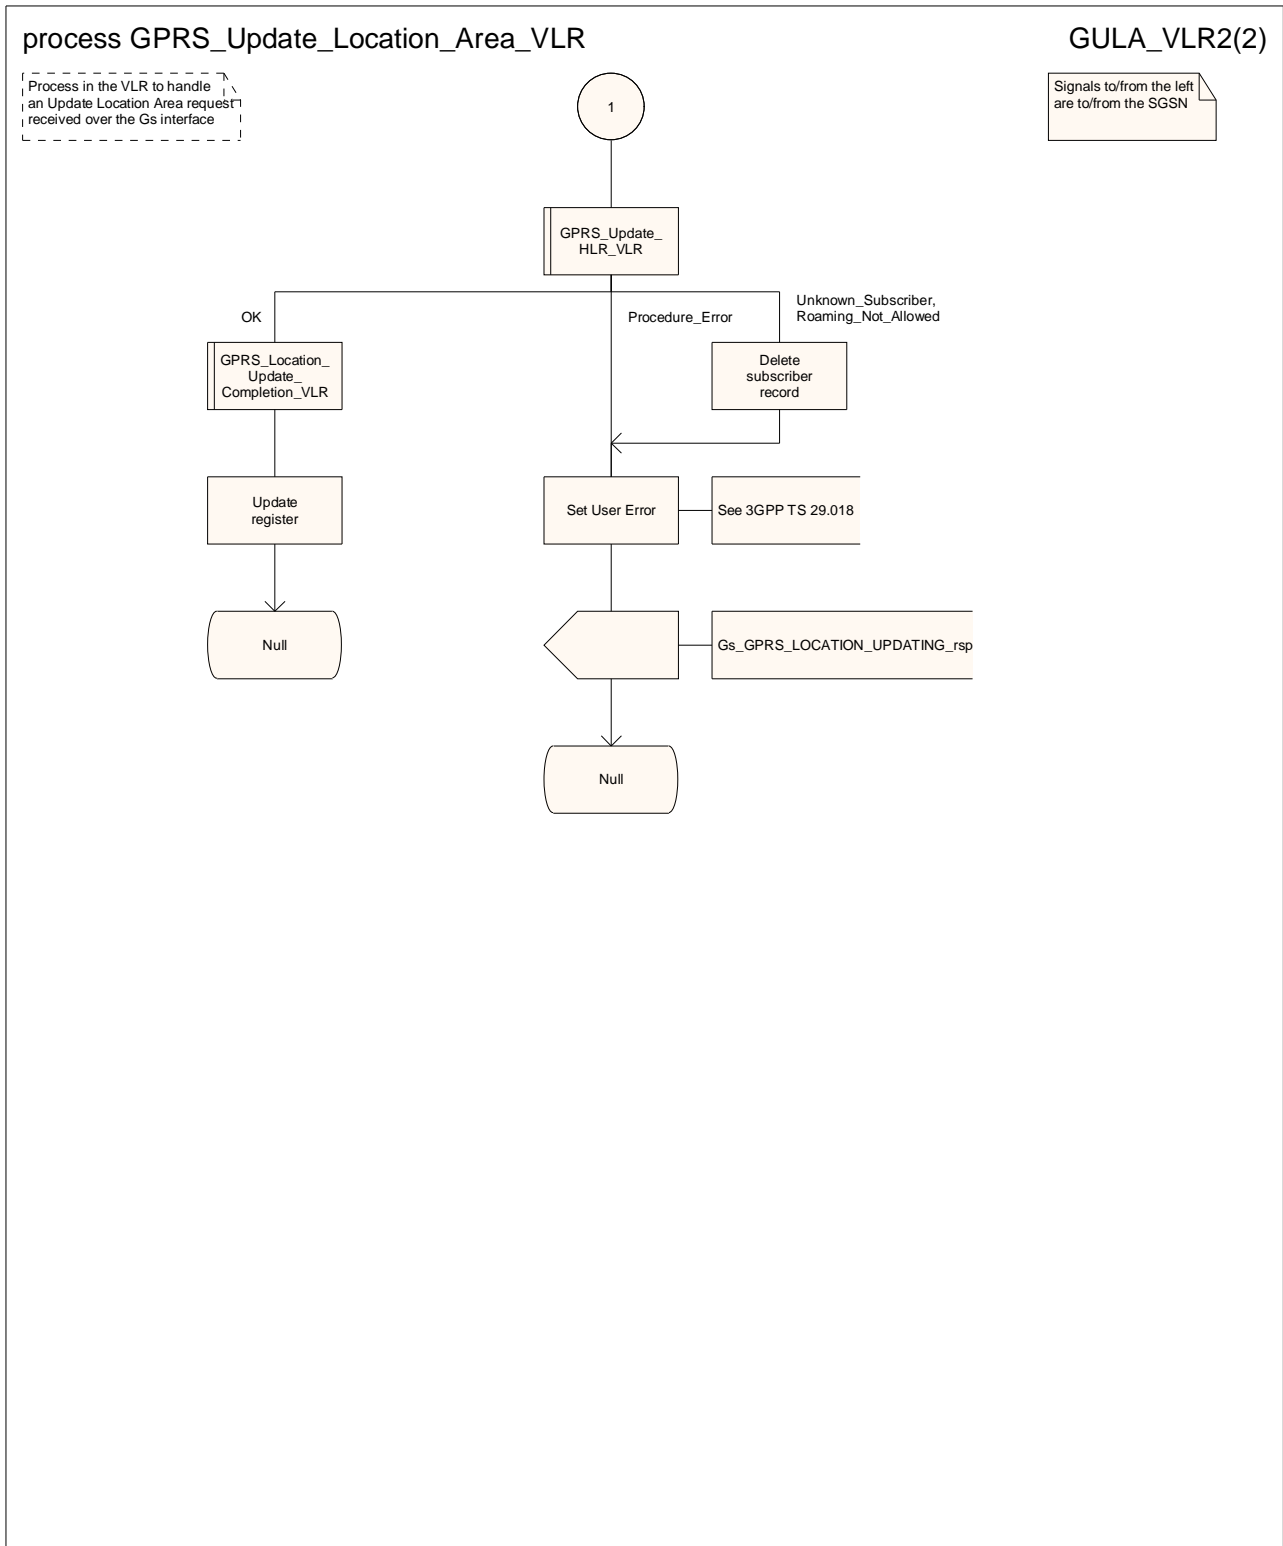 process GPRS_Update_Location_Area_VLR
GULA_VLR2(2)
Process in the VLR to handle
an Update Location Area request
received over the Gs interface
1
Signals to/from the left
are to/from the SGSN
GPRS_Update_
HLR_VLR
OK
Procedure_Error
Unknown_Subscriber,
Roaming_Not_Allowed
GPRS_Location_
Update_
Completion_VLR
Delete
subscriber
record
Update
register
Set User Error
See 3GPP TS 29.018
Null
Gs_GPRS_LOCATION_UPDATING_rsp
Null